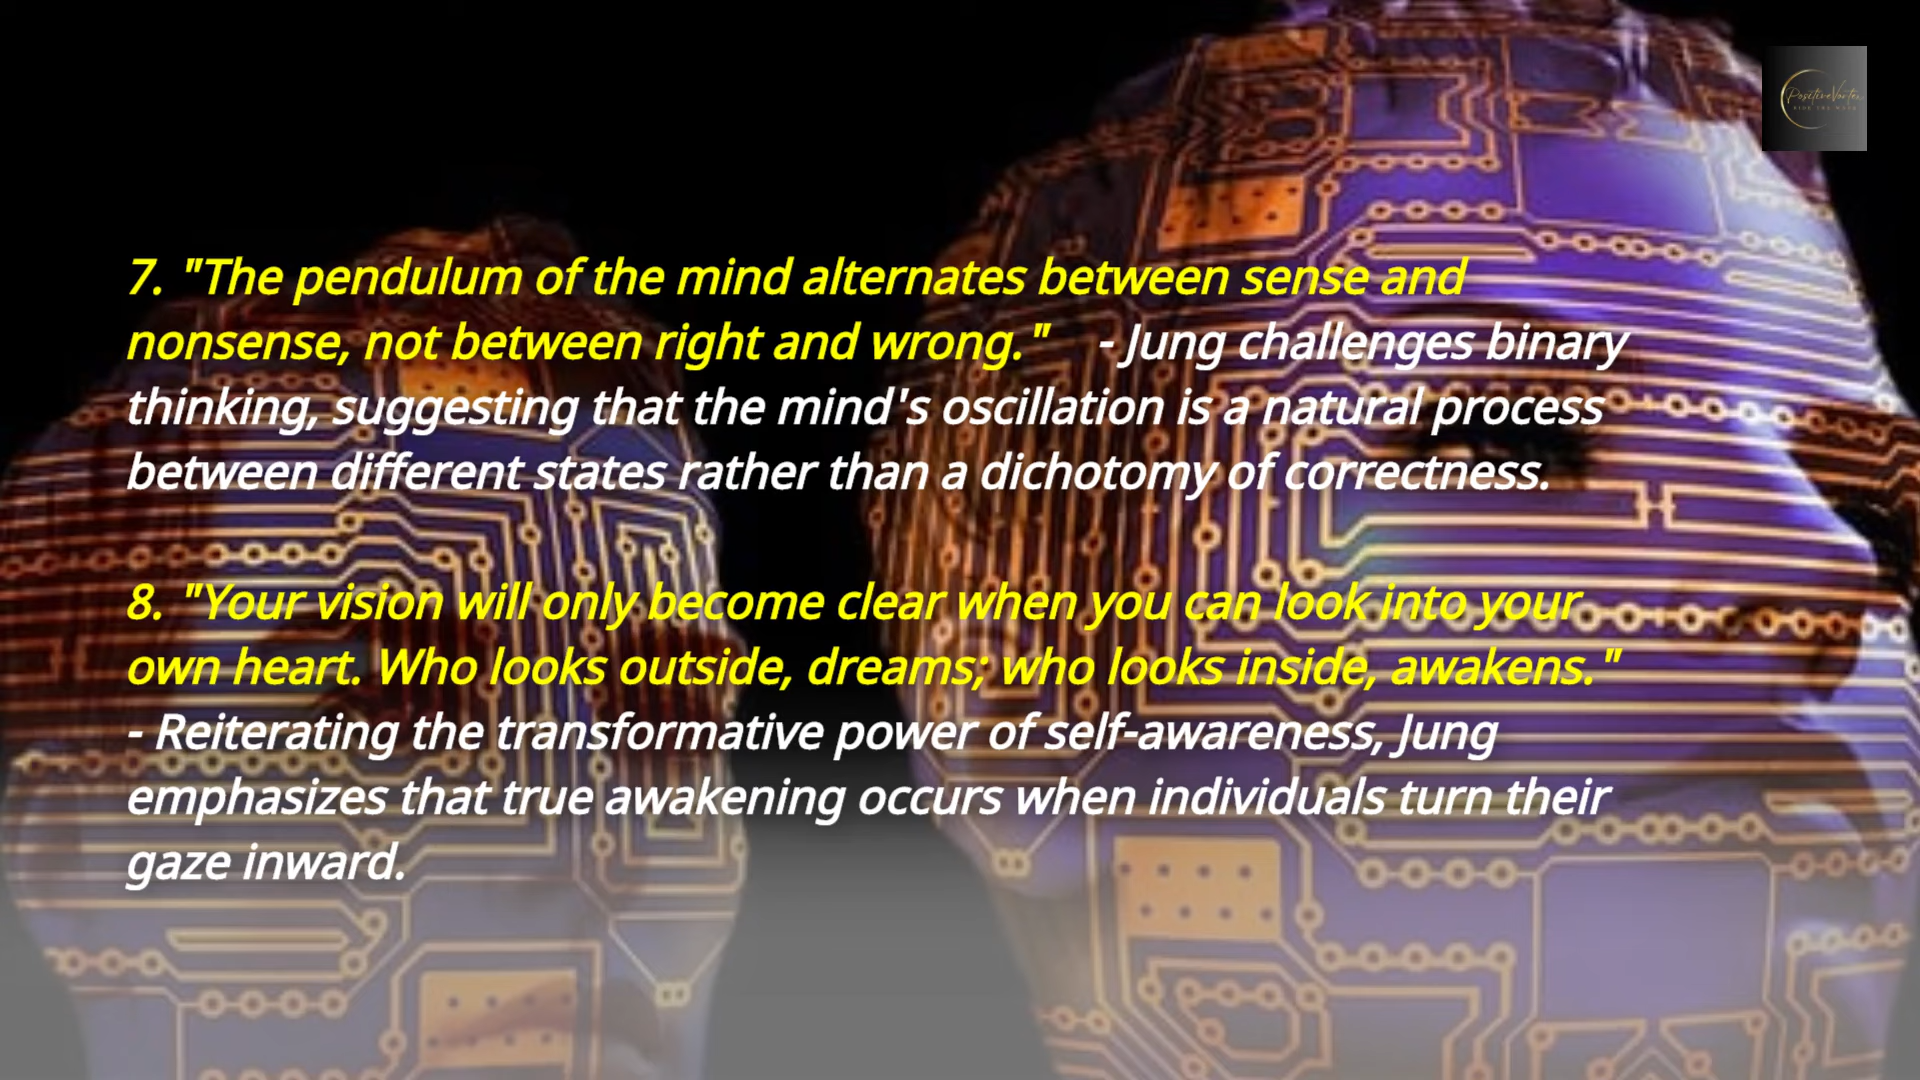 PositiveVortex
7. "The pendulum of the mind alternates between sense and
nonsense, not between right and wrong."    - Jung challenges binary
thinking, suggesting that the mind's oscillation is a natural process
between different states rather than a dichotomy of correctness.
8. "Your vision will only become clear when you can look into your
own heart. Who looks outside, dreams; who looks inside, awakens."
- Reiterating the transformative power of self-awareness, Jung
emphasizes that true awakening occurs when individuals turn their
gaze inward.